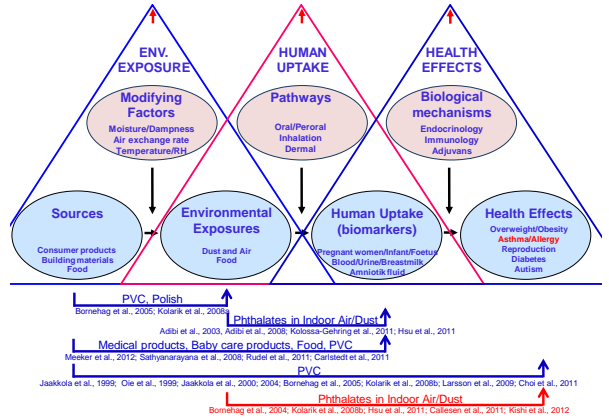 ENV.
EXPOSURE
HUMAN
UPTAKE
HEALTH
EFFECTS
Modifying
Factors
Moisture/Dampness
Air exchange rate
Temperature/RH
Pathways
Oral/Peroral
Inhalation
Dermal
Biological
mechanisms
Endocrinology
Immunology
Adjuvans
Sources
Consumer products
Building materials
Food
Environmental
Exposures
Dust and Air
Food
Human Uptake
(biomarkers)
Pregnant women/Infant/Foetus
Blood/Urine/Breastmilk
Amniotik fluid
Health Effects
Overweight/Obesity
Asthma/Allergy
Reproduction
Diabetes
Autism
PVC, Polish
Bornehag et al., 2005; Kolarik et al., 2008a
Phthalates in Indoor Air/Dust
Adibi et al., 2003, Adibi et al., 2008; Kolossa-Gehring et al., 2011; Hsu et al., 2011
Medical products, Baby care products, Food, PVC
Meeker et al., 2012; Sathyanarayana et al., 2008; Rudel et al., 2011; Carlstedt et al., 2011
PVC
Jaakkola et al., 1999; Oie et al., 1999; Jaakkola et al., 2000; 2004; Bornehag et al., 2005; Kolarik et al., 2008b; Larsson et al., 2009; Choi et al., 2011
Phthalates in Indoor Air/Dust
Bornehag et al., 2004; Kolarik et al., 2008b; Hsu et al., 2011; Callesen et al., 2011; Kishi et al., 2012